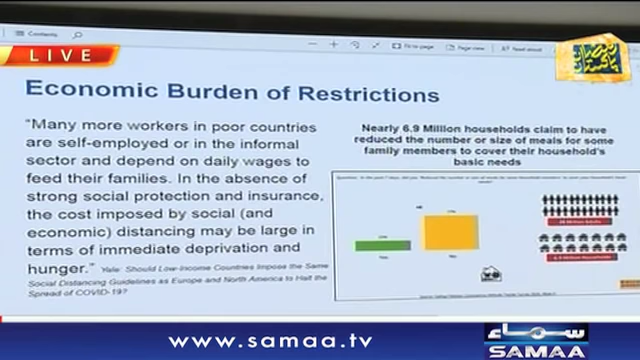 Contents
Fit to page
Page view
Read aloud
LIVE
Economic Burden of Restrictions
“Many more workers in poor countries
are self-employed or in the informal
sector and depend on daily wages to
feed their families. In the absence of
strong social protection and insurance,
the cost imposed by social (and
economic) distancing may be large in
terms of immediate deprivation and
hunger.” Yale: Should Low-Income Countries Impose the Same
Social Distancing Guidelines as Europe and North America to Halt the
Spread of COVID-19?
Nearly 6.9 Million households claim to have
reduced the number or size of meals for some
family members to cover their household's
basic needs
Yes
No
www.samaa.tv
سماء
SAMAA